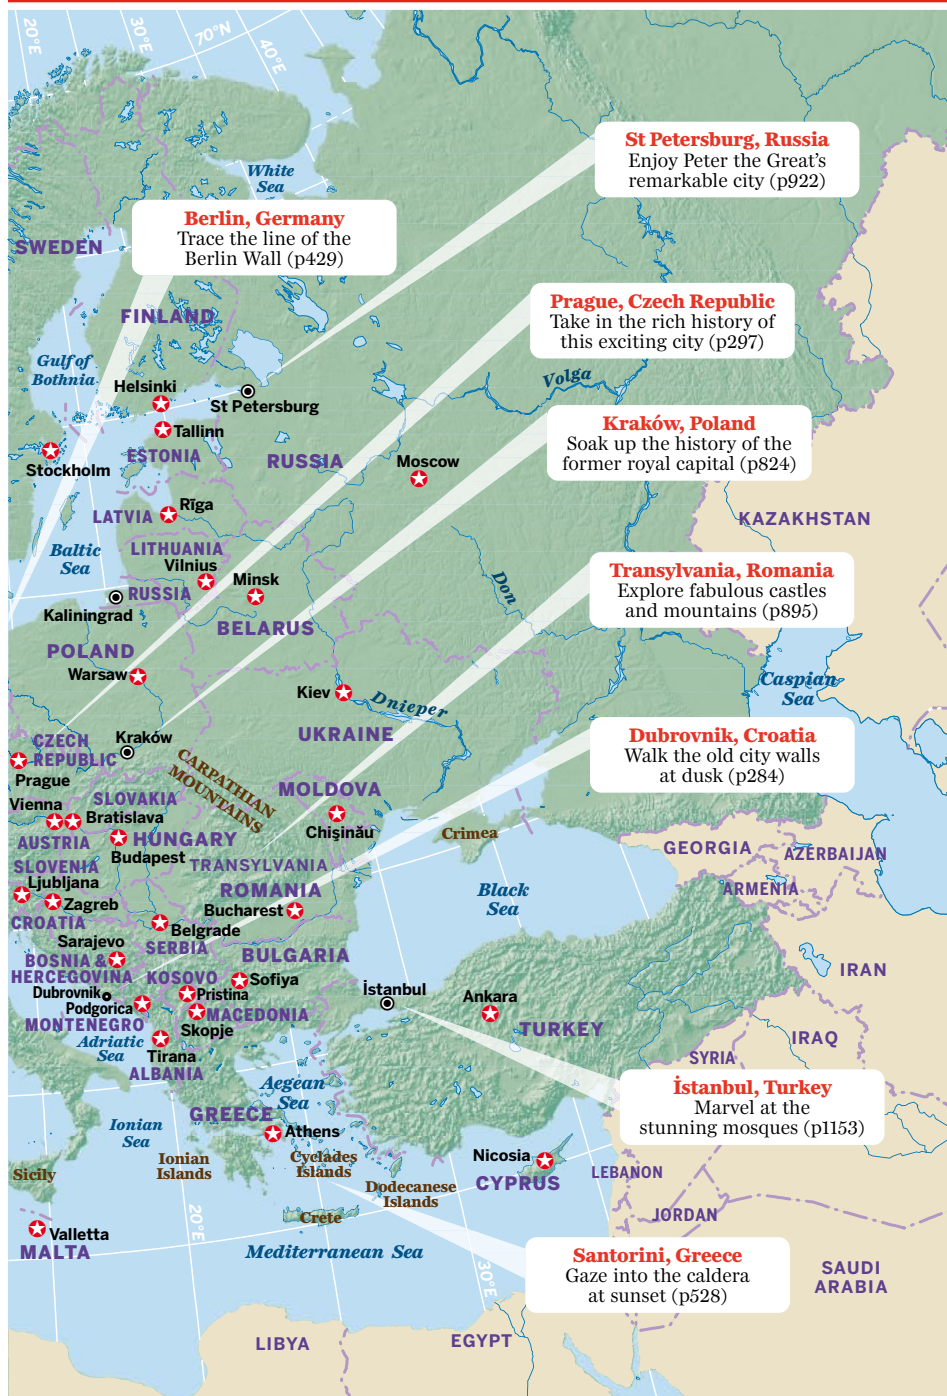 20°E
30°E
70°N
40°E
White
Sea
St Petersburg, Russia
Enjoy Peter the Great's
remarkable city (p922)
Berlin, Germany
Trace the line of the
Berlin Wall (p429)
SWEDEN
FINLAND
Prague, Czech Republic
Take in the rich history of
this exciting city (p297)
Gulf of
Bothnia
Helsinki
St Petersburg
Volga
Tallinn
Kraków, Poland
Soak up the history of the
former royal capital (p824)
Stockholm
ESTONIA
RUSSIA
Moscow
Rīga
LATVIA
KAZAKHSTAN
Baltic
Sea
LITHUANIA
Vilnius
Minsk
RUSSIA
Kaliningrad
BELARUS
Don
Transylvania, Romania
Explore fabulous castles
and mountains (p895)
POLAND
Warsaw
Kiev
Dnieper
Caspian
Sea
UKRAINE
CZECH
REPUBLIC
Kraków
Prague
Dubrovnik, Croatia
Walk the old city walls
at dusk (p284)
CARPATHIAN
MOUNTAINS
MOLDOVA
Vienna
SLOVAKIA
Bratislava
Chişinău
Crimea
AUSTRIA
HUNGARY
Budapest
GEORGIA
AZERBAIJAN
SLOVENIA
TRANSYLVANIA
Ljubljana
ROMANIA
ARMENIA
Zagreb
Bucharest
Black
Sea
CROATIA
Belgrade
Sarajevo
SERBIA
BOSNIA &
HERCEGOVINA
BULGARIA
IRAN
KOSOVO
Sofiya
Dubrovnik
Pristina
İstanbul
Ankara
Podgorica
MACEDONIA
MONTENEGRO
Skopje
TURKEY
IRAQ
Adriatic
Sea
Tirana
SYRIA
ALBANIA
Aegean
Sea
İstanbul, Turkey
Marvel at the
stunning mosques (p1153)
GREECE
Ionian
Sea
Athens
Sicily
Ionian
Islands
Cyclades
Islands
Nicosia
LEBANON
CYPRUS
Dodecanese
Islands
Crete
JORDAN
20°E
Valletta
MALTA
Mediterranean Sea
30°E
Santorini, Greece
Gaze into the caldera
at sunset (p528)
SAUDI
ARABIA
LIBYA
EGYPT